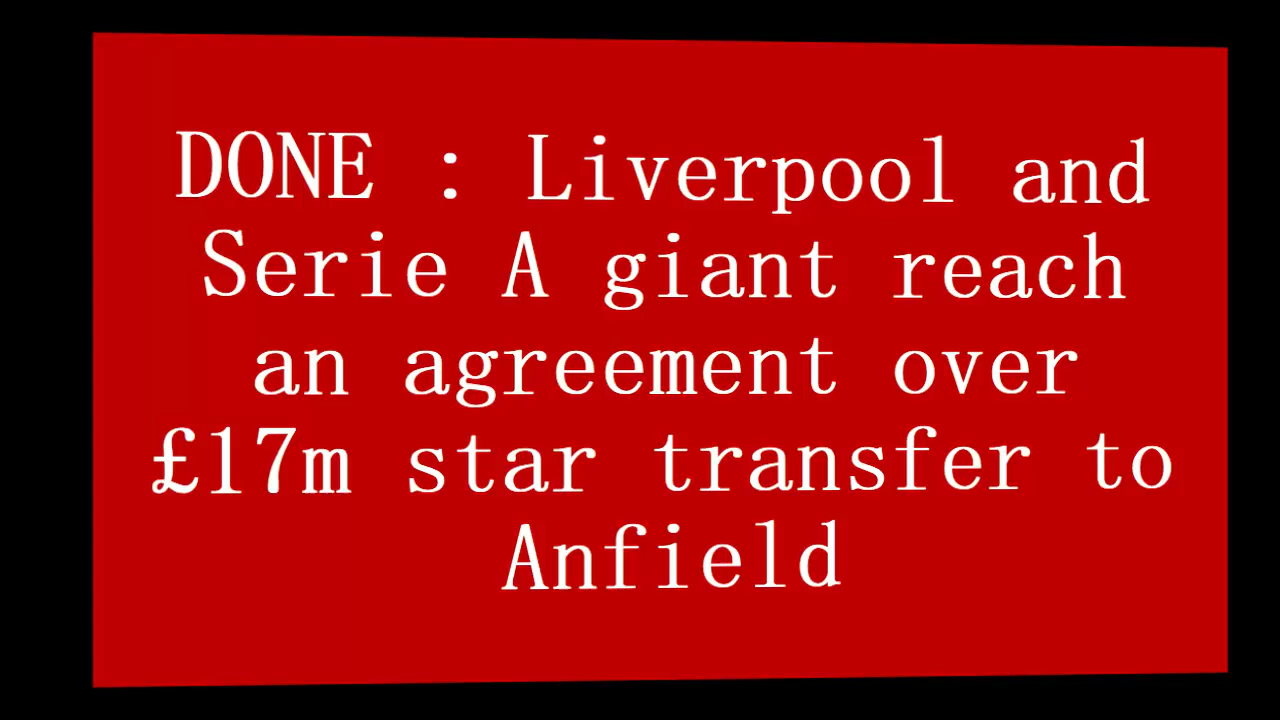 DONE : Liverpool and
Serie A giant reach
an agreement over
£17m star transfer to
Anfield